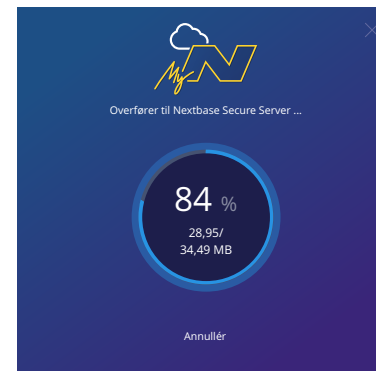 My N
Overfører til Nextbase Secure Server ...
84 %
28,95/
34,49 MB
Annullér